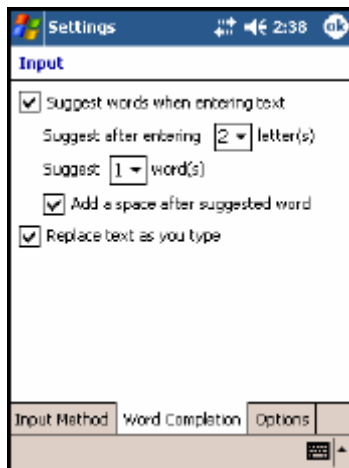 Settings 2:38 ok
Input
Suggest words when entering text
Suggest after entering 2 letter(s)
Suggest 1 word(s)
Add a space after suggested word
Replace text as you type
Input Method Word Completion Options